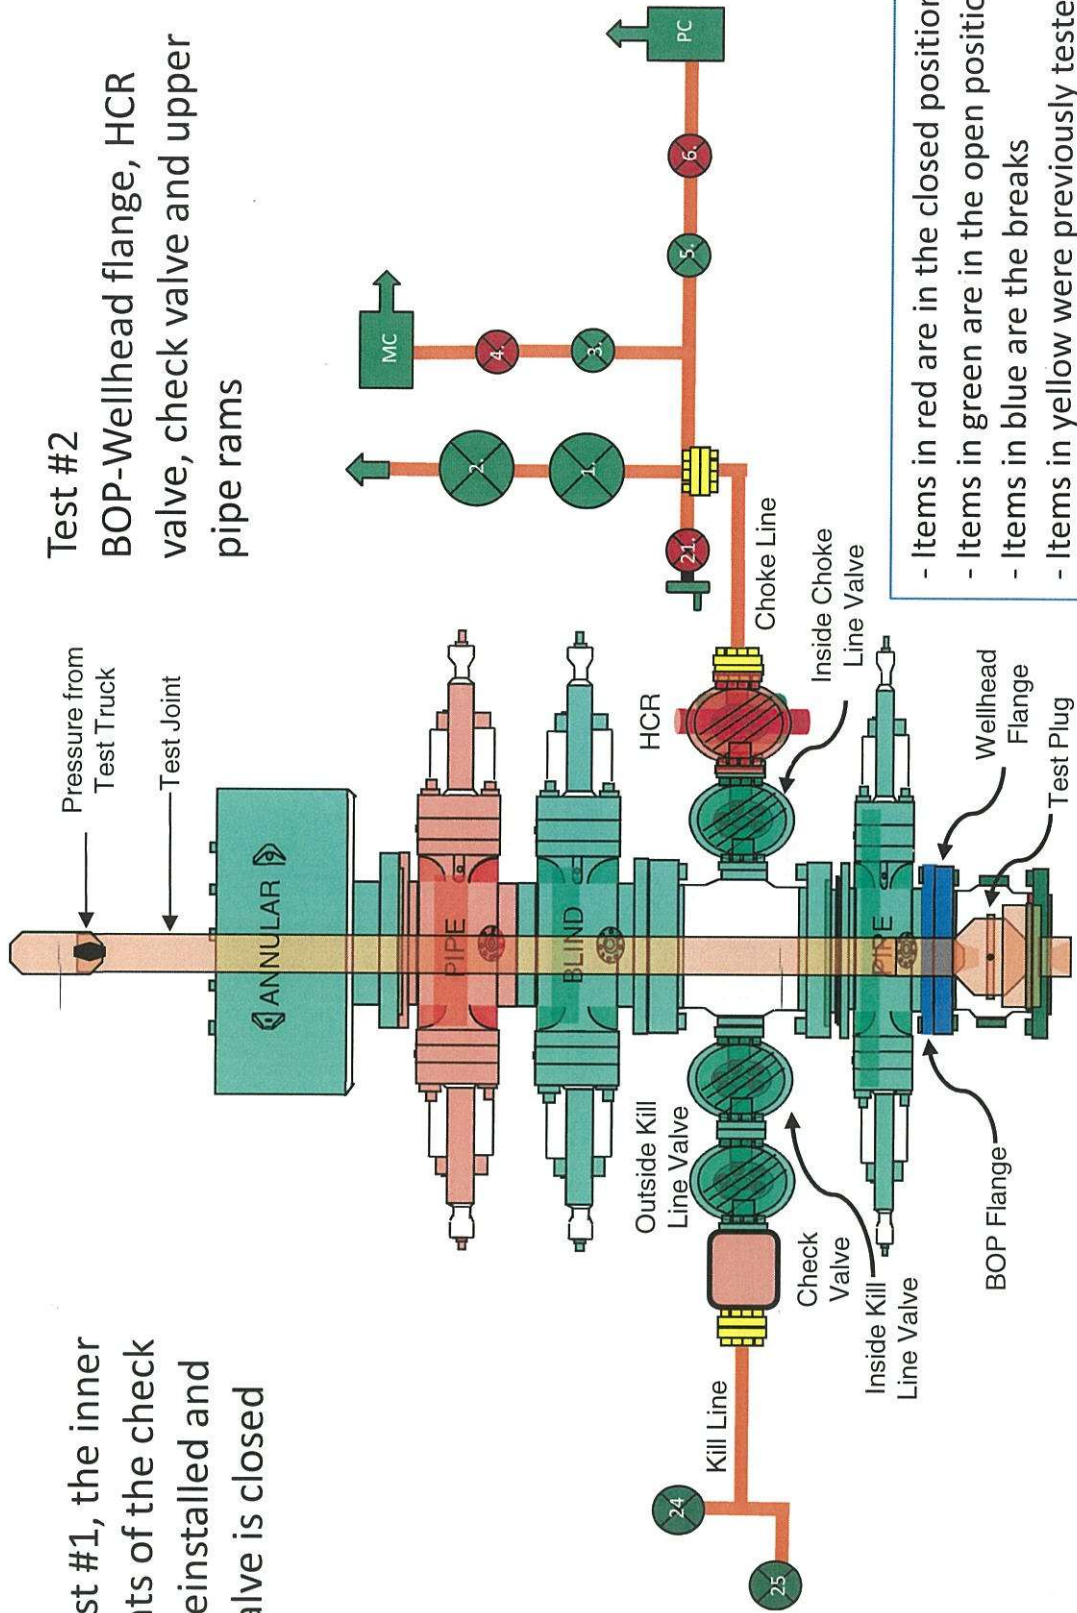 st #1, the inner
nts of the check
einstalled and
alve is closed
Test #2
BOP-Wellhead flange, HCR
valve, check valve and upper
pipe rams
Pressure from
Test Truck
Test Joint
ANNULAR
PIPE
BLIND
PIPE
Outside Kill
Line Valve
Check
Valve
Inside Kill
Line Valve
Kill Line
24
25
BOP Flange
HCR
Inside Choke
Line Valve
Choke Line
Wellhead
Flange
Test Plug
MC
PC
1.
2.
3.
4.
5.
6.
21.
- Items in red are in the closed position
- Items in green are in the open positio
- Items in blue are the breaks
- Items in yellow were previously teste